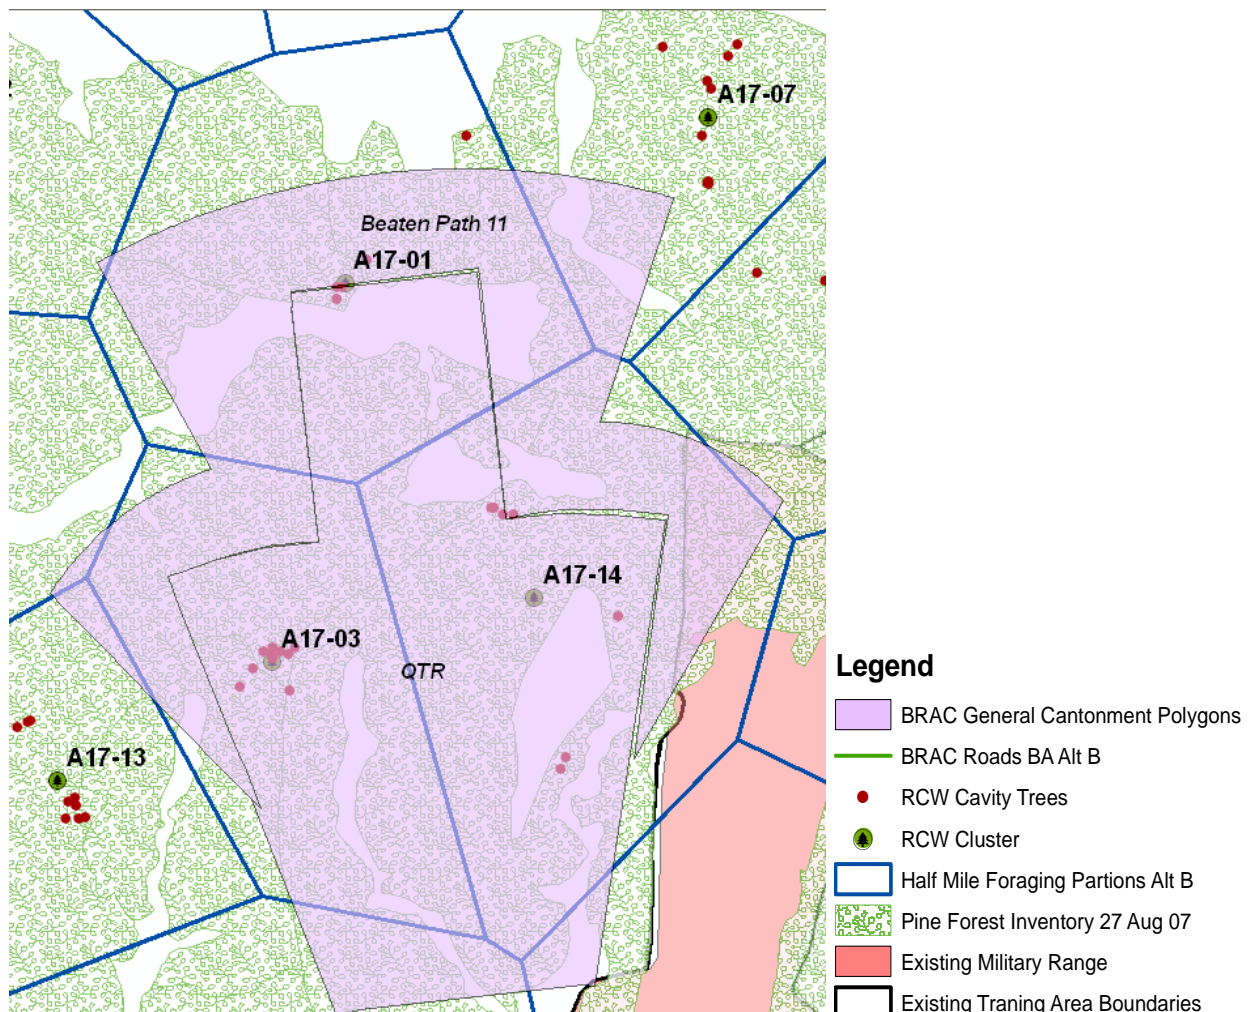 A17-07
Beaten Path 11
A17-01
A17-14
A17-03
QTR
A17-13
Legend
BRAC General Cantonment Polygons
BRAC Roads BA Alt B
RCW Cavity Trees
RCW Cluster
Half Mile Foraging Partions Alt B
Pine Forest Inventory 27 Aug 07
Existing Military Range
Existing Traning Area Boundaries